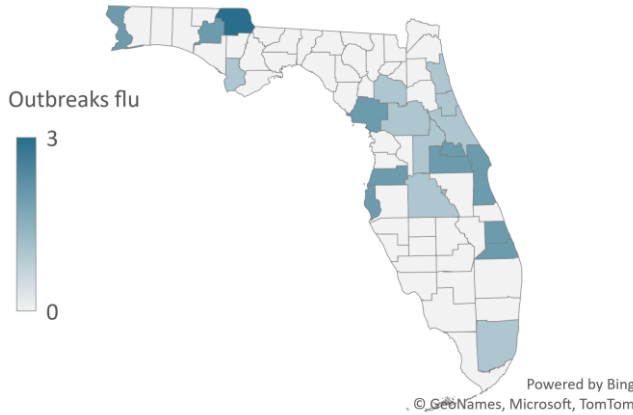 Outbreaks flu
3
0
Powered by Bing
© GeoNames, Microsoft, TomTom